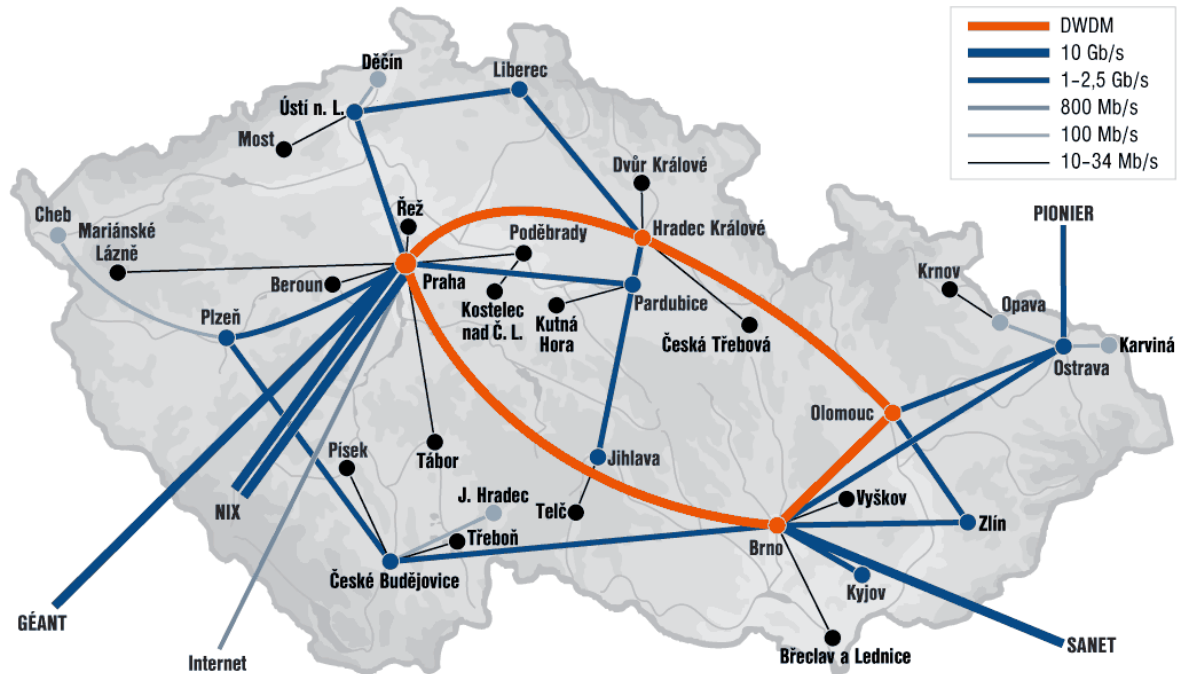 DWDM
10 Gb/s
1–2,5 Gb/s
800 Mb/s
100 Mb/s
10–34 Mb/s
Děčín
Liberec
Ústí n. L.
Most
Dvůr Králové
Cheb
Mariánské
Lázně
Řež
Poděbrady
Hradec Králové
PIONIER
Krnov
Opava
Beroun
Praha
Kostelec
nad Č. L.
Kutná
Hora
Pardubice
Česká Třebová
Plzeň
Karviná
Ostrava
Olomouc
Písek
Tábor
Jihlava
NIX
J. Hradec
Telč
Vyškov
Třeboň
Zlín
Brno
České Budějovice
Kyjov
GÉANT
Internet
Břeclav a Lednice
SANET